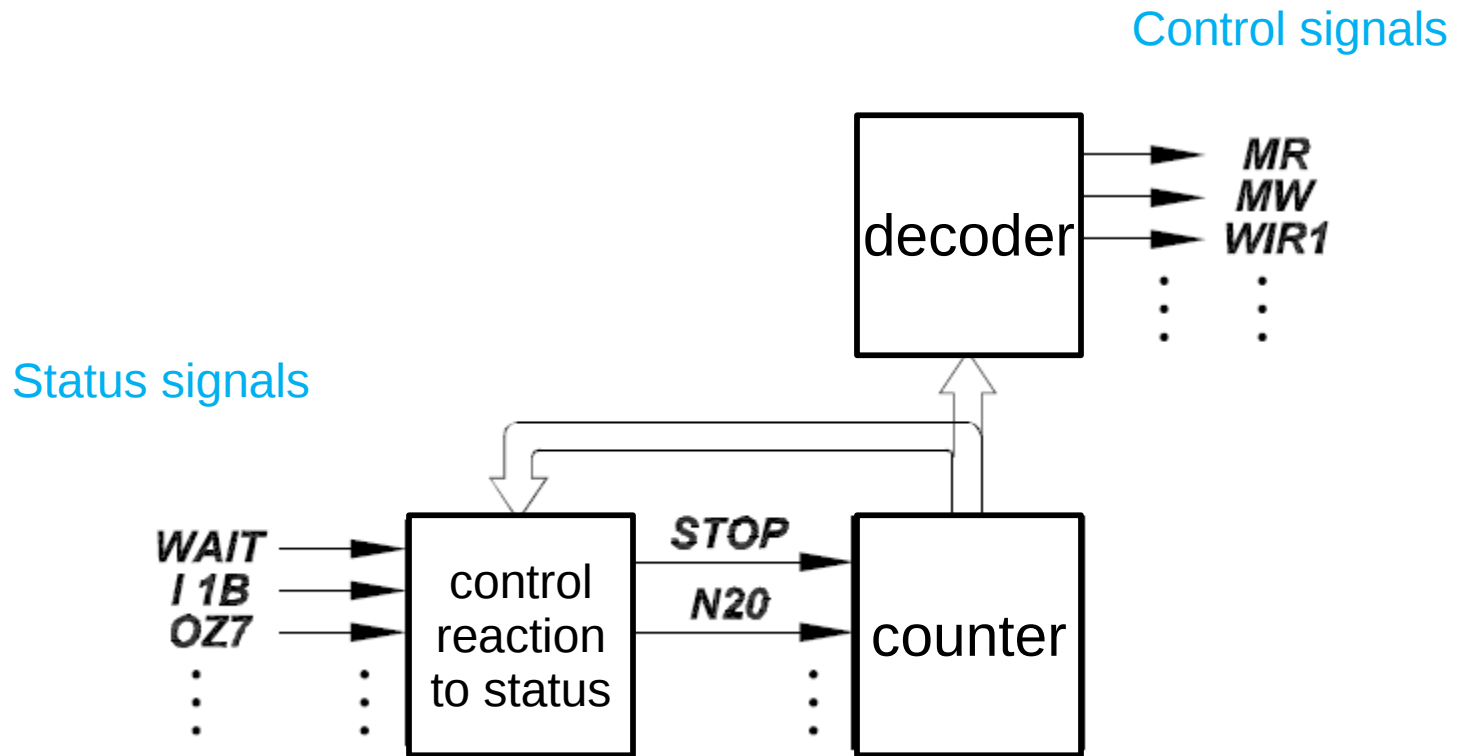 Control signals
decoder
MR
MW
WIR1
Status signals
WAIT
I 1B
OZ7
control
reaction
to status
STOP
N20
counter